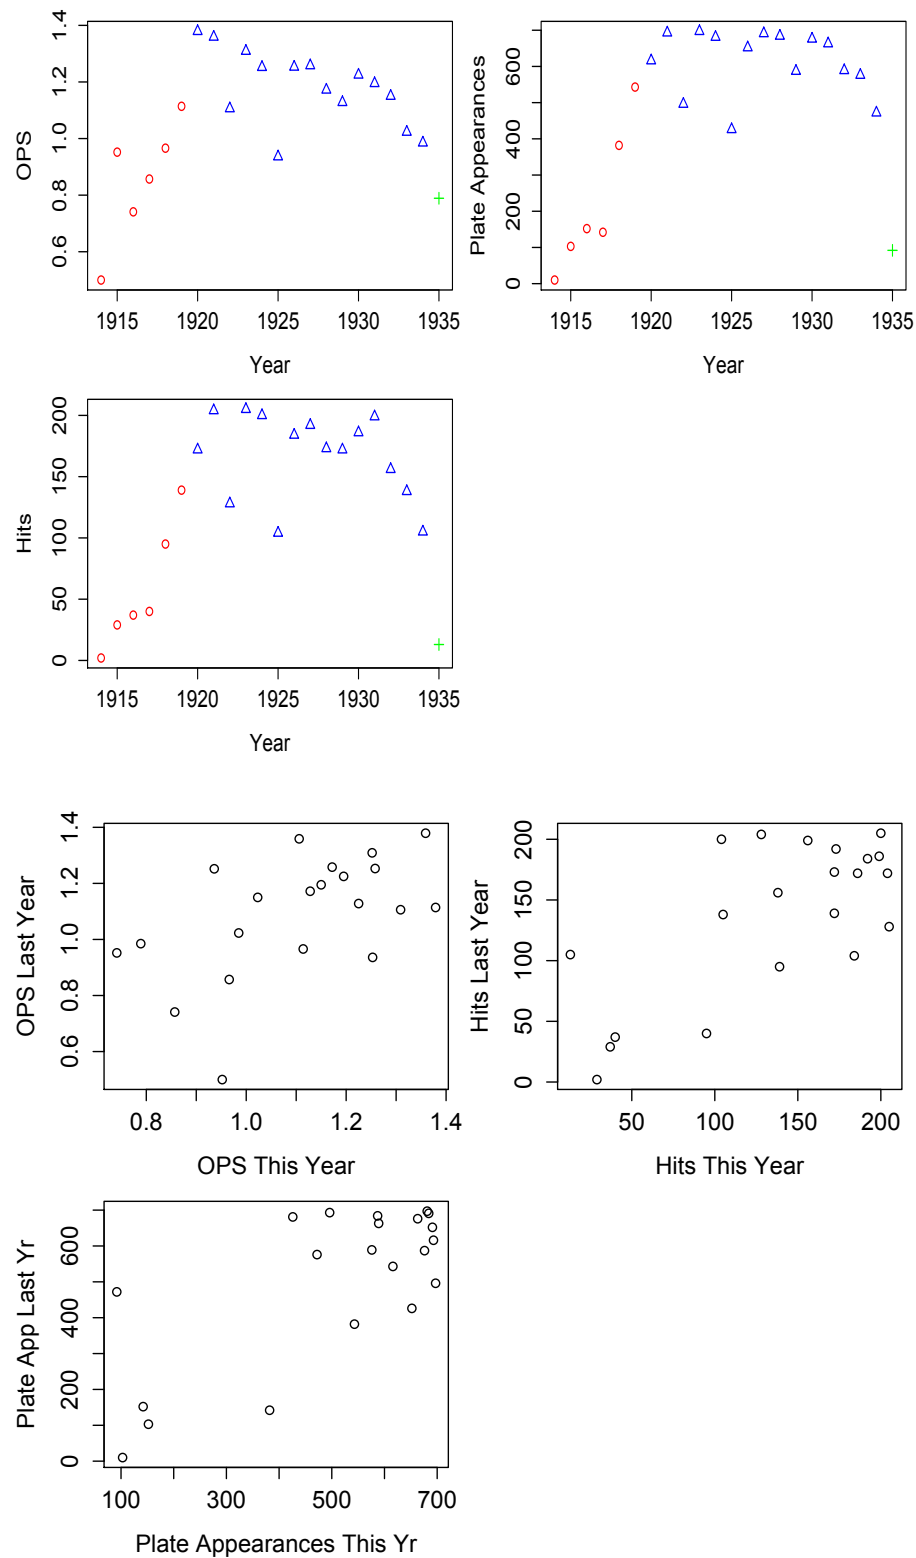 OPS
0.6 0.8 1.0 1.2 1.4
1915 1920 1925 1930 1935
Year
Plate Appearances
0 200 400 600
1915 1920 1925 1930 1935
Year
Hits
0 50 100 150 200
1915 1920 1925 1930 1935
Year
OPS Last Year
0.6 0.8 1.0 1.2 1.4
0.8 1.0 1.2 1.4
OPS This Year
Hits Last Year
0 50 100 150 200
50 100 150 200
Hits This Year
Plate App Last Yr
0 200 400 600
100 300 500 700
Plate Appearances This Yr